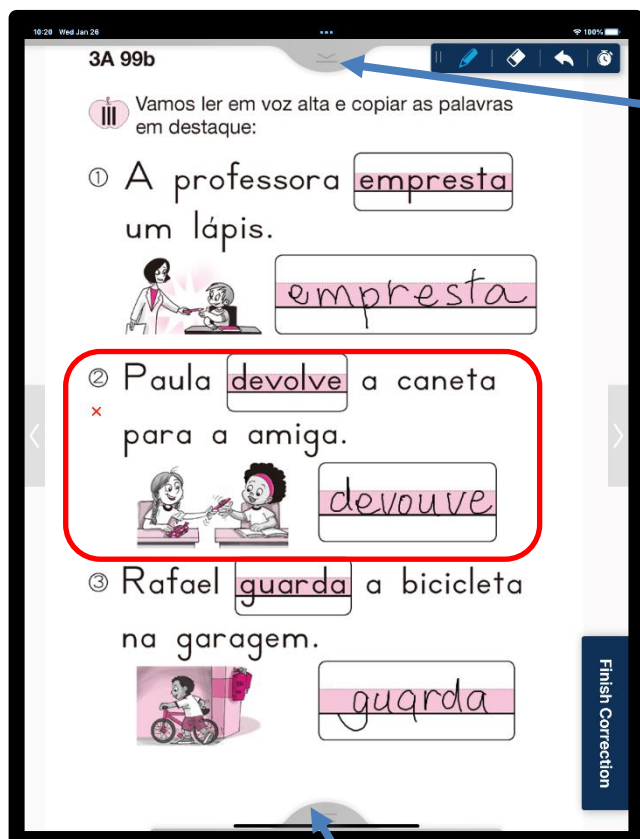 10:20 Wed Jan 26
100%
3A 99b
III Vamos ler em voz alta e copiar as palavras
em destaque:
① A professora empresta
um lápis.
empresta
② Paula devolve a caneta
×
para a amiga.
devouve
③ Rafael guarda a bicicleta
na garagem.
guarda
Finish Correction